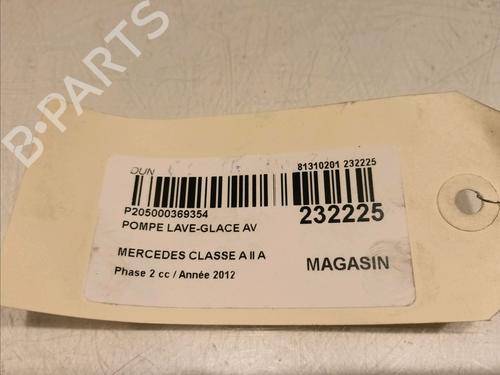 DUN
81310201 232225
P205000369354
232225
POMPE LAVE-GLACE AV
MERCEDES CLASSE A II A
MAGASIN
Phase 2 cc / Année 2012
B-PARTS